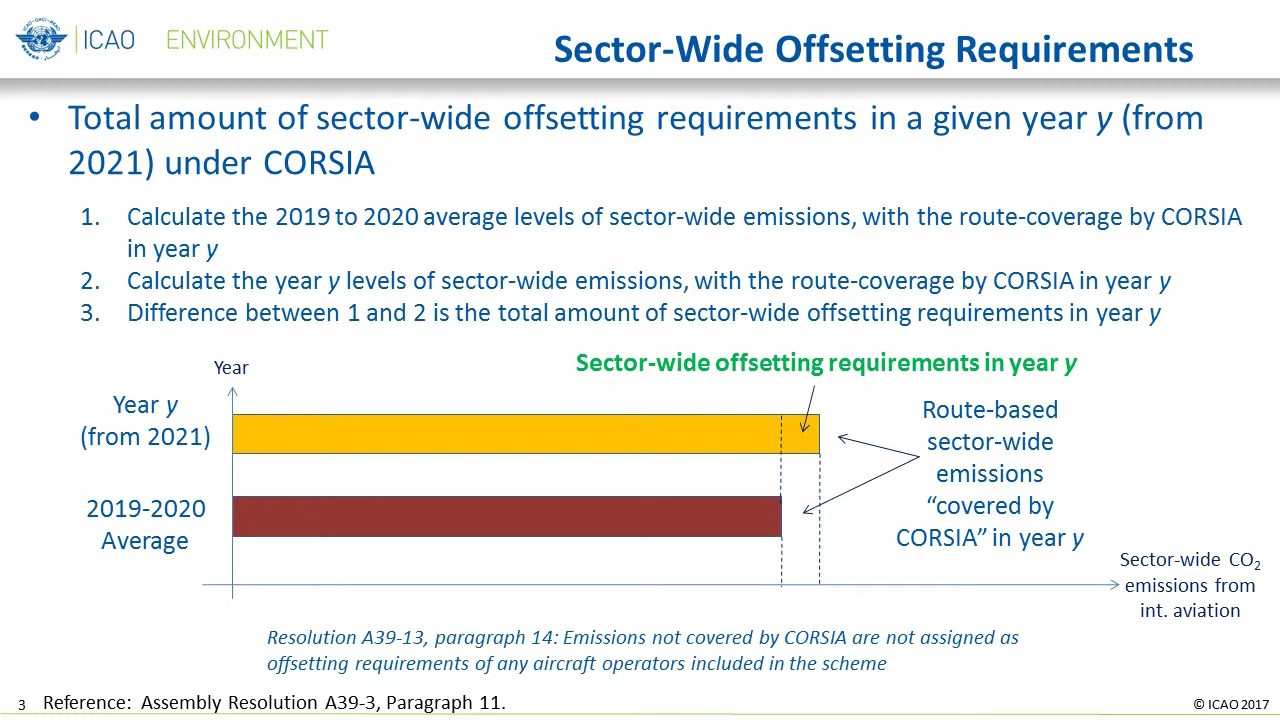 ICAO ENVIRONMENT
Sector-Wide Offsetting Requirements
• Total amount of sector-wide offsetting requirements in a given year y (from
2021) under CORSIA
1. Calculate the 2019 to 2020 average levels of sector-wide emissions, with the route-coverage by CORSIA
in year y
2. Calculate the year y levels of sector-wide emissions, with the route-coverage by CORSIA in year y
3. Difference between 1 and 2 is the total amount of sector-wide offsetting requirements in year y
Year
Sector-wide offsetting requirements in year y
Year y
(from 2021)
2019-2020
Average
Route-based
sector-wide
emissions
“covered by
CORSIA” in year y
Sector-wide CO₂
emissions from
int. aviation
Resolution A39-13, paragraph 14: Emissions not covered by CORSIA are not assigned as
offsetting requirements of any aircraft operators included in the scheme
3 Reference: Assembly Resolution A39-3, Paragraph 11.
© ICAO 2017